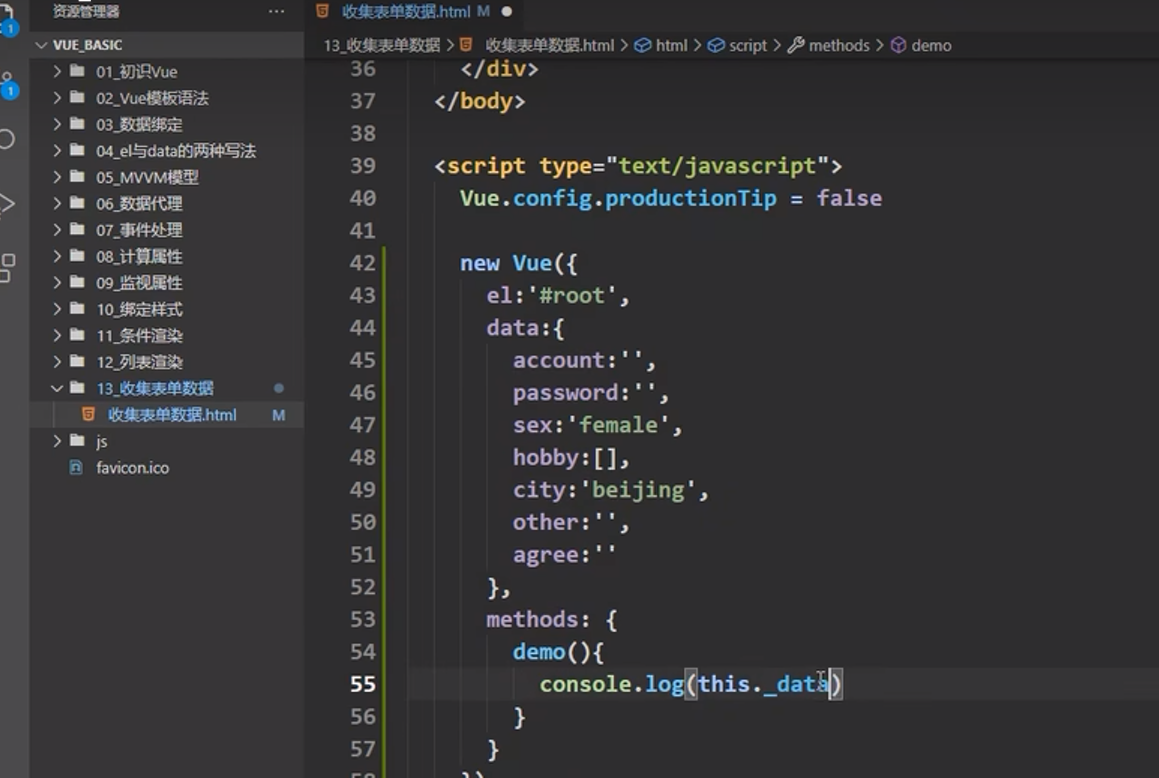 资源管理器
VUE_BASIC
01_初识Vue
02_Vue模板语法
03_数据绑定
04_el与data的两种写法
05_MVVM模型
06_数据代理
07_事件处理
08_计算属性
09_监视属性
10_绑定样式
11_条件渲染
12_列表渲染
13_收集表单数据
收集表单数据.html M
js
favicon.ico
1
1
收集表单数据.html M
13_收集表单数据 > 收集表单数据.html > html > script > methods > demo
36 </div>
37 </body>
38
39 <script type="text/javascript">
40 Vue.config.productionTip = false
41
42 new Vue({
43 el:'#root',
44 data:{
45 account:'',
46 password:'',
47 sex:'female',
48 hobby:[],
49 city:'beijing',
50 other:'',
51 agree:''
52 },
53 methods: {
54 demo(){
55 console.log(this._data)
56 }
57 }